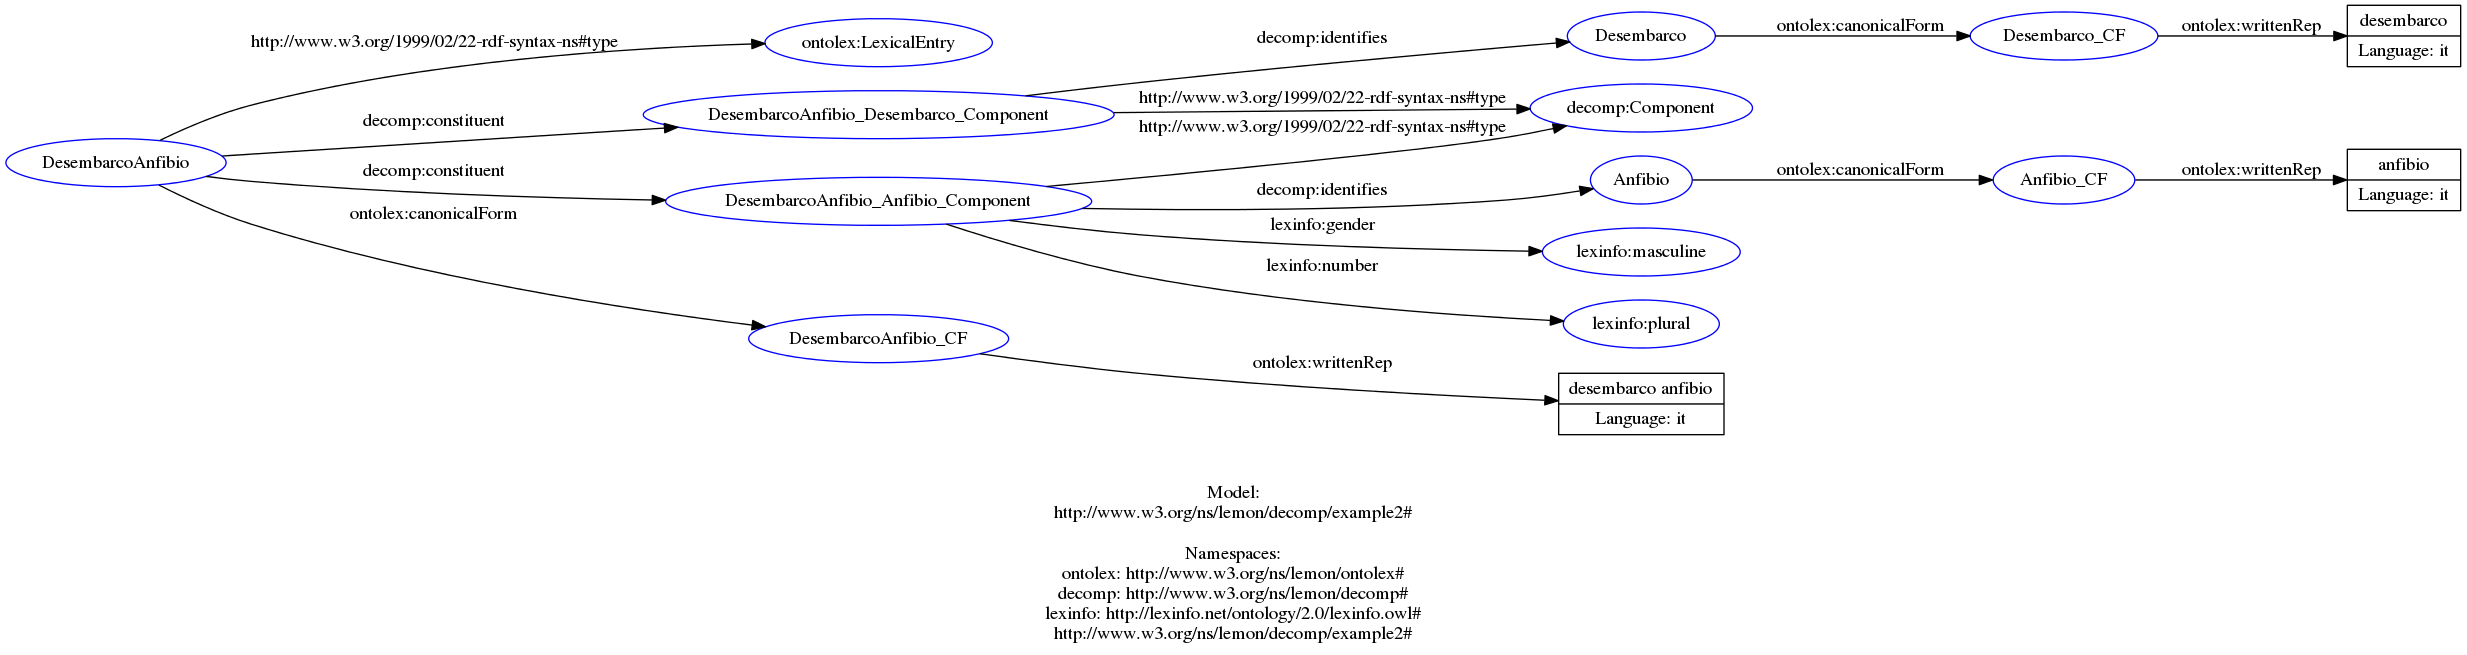 DesembarcoAnfibio
http://www.w3.org/1999/02/22-rdf-syntax-ns#type
ontolex:LexicalEntry
decomp:constituent
DesembarcoAnfibio_Desembarco_Component
decomp:identifies
Desembarco
ontolex:canonicalForm
Desembarco_CF
ontolex:writtenRep
desembarco
Language: it
http://www.w3.org/1999/02/22-rdf-syntax-ns#type
decomp:Component
http://www.w3.org/1999/02/22-rdf-syntax-ns#type
decomp:constituent
DesembarcoAnfibio_Anfibio_Component
decomp:identifies
Anfibio
ontolex:canonicalForm
Anfibio_CF
ontolex:writtenRep
anfibio
Language: it
lexinfo:gender
lexinfo:masculine
lexinfo:number
lexinfo:plural
ontolex:canonicalForm
DesembarcoAnfibio_CF
ontolex:writtenRep
desembarco anfibio
Language: it
Model:
http://www.w3.org/ns/lemon/decomp/example2#
Namespaces:
ontolex: http://www.w3.org/ns/lemon/ontolex#
decomp: http://www.w3.org/ns/lemon/decomp#
lexinfo: http://lexinfo.net/ontology/2.0/lexinfo.owl#
http://www.w3.org/ns/lemon/decomp/example2#